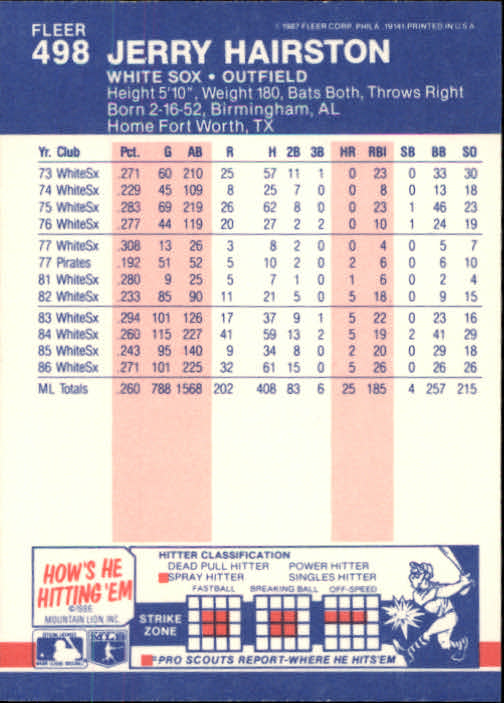 FLEER © 1987 FLEER CORP. PHILA. 19141 PRINTED IN U.S.A.
498 JERRY HAIRSTON
WHITE SOX • OUTFIELD
Height 5'10", Weight 180, Bats Both, Throws Right
Born 2-16-52, Birmingham, AL
Home Fort Worth, TX
Yr. Club Pct. G AB R H 2B 3B HR RBI SB BB SO
73 WhiteSx .271 60 210 25 57 11 1 0 23 0 33 30
74 WhiteSx .229 45 109 8 25 7 0 0 8 0 13 18
75 WhiteSx .283 69 219 26 62 8 0 0 23 1 46 23
76 WhiteSx .277 44 119 20 27 2 2 0 10 1 24 19
77 WhiteSx .308 13 26 3 8 2 0 0 4 0 5 7
77 Pirates .192 51 52 5 10 2 0 2 6 0 6 10
81 WhiteSx .280 9 25 5 7 1 0 1 6 0 2 4
82 WhiteSx .233 85 90 11 21 5 0 5 18 0 9 15
83 WhiteSx .294 101 126 17 37 9 1 5 22 0 23 16
84 WhiteSx .260 115 227 41 59 13 2 5 19 2 41 29
85 WhiteSx .243 95 140 9 34 8 0 2 20 0 29 18
86 WhiteSx .271 101 225 32 61 15 0 5 26 0 26 26
ML Totals .260 788 1568 202 408 83 6 25 185 4 257 215
HOW'S HE
HITTING 'EM
©1986
MOUNTAIN LION, INC.
HITTER CLASSIFICATION
DEAD PULL HITTER POWER HITTER
SPRAY HITTER SINGLES HITTER
FASTBALL BREAKING BALL OFF-SPEED
STRIKE
ZONE
*PRO SCOUTS REPORT-WHERE HE HITS 'EM